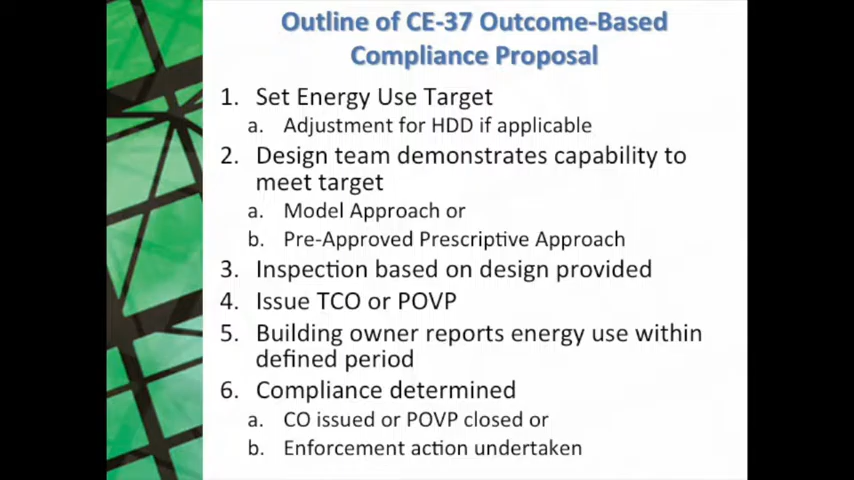 Outline of CE-37 Outcome-Based
Compliance Proposal
1. Set Energy Use Target
a. Adjustment for HDD if applicable
2. Design team demonstrates capability to
meet target
a. Model Approach or
b. Pre-Approved Prescriptive Approach
3. Inspection based on design provided
4. Issue TCO or POVP
5. Building owner reports energy use within
defined period
6. Compliance determined
a. CO issued or POVP closed or
b. Enforcement action undertaken